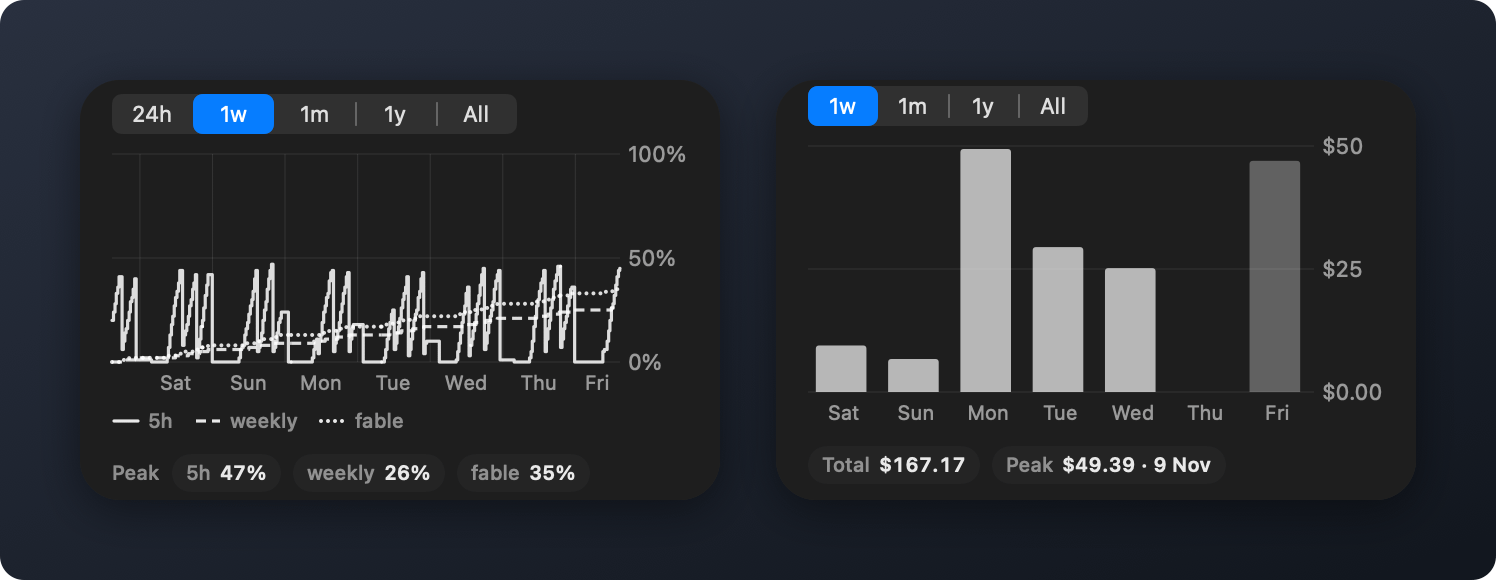 24h 1w 1m 1y All
100%
50%
0%
Sat Sun Mon Tue Wed Thu Fri
5h weekly fable
Peak 5h 47% weekly 26% fable 35%
1w 1m 1y All
$50
$25
$0.00
Sat Sun Mon Tue Wed Thu Fri
Total $167.17 Peak $49.39 · 9 Nov